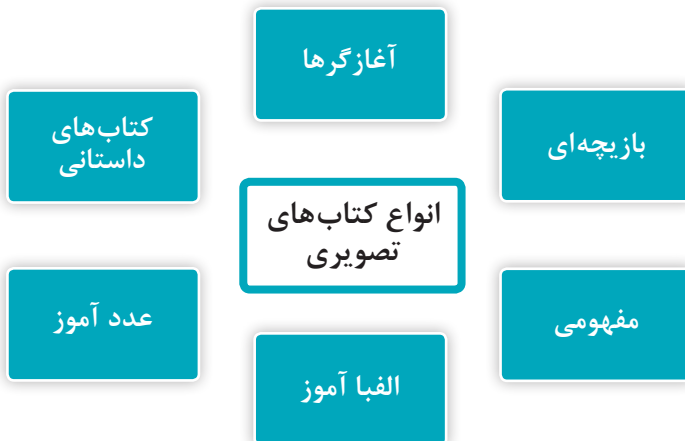 آغازگرها
بازیچه‌ای
کتاب‌های
داستانی
انواع کتاب‌های
تصویری
مفهومی
عدد آموز
الفبا آموز